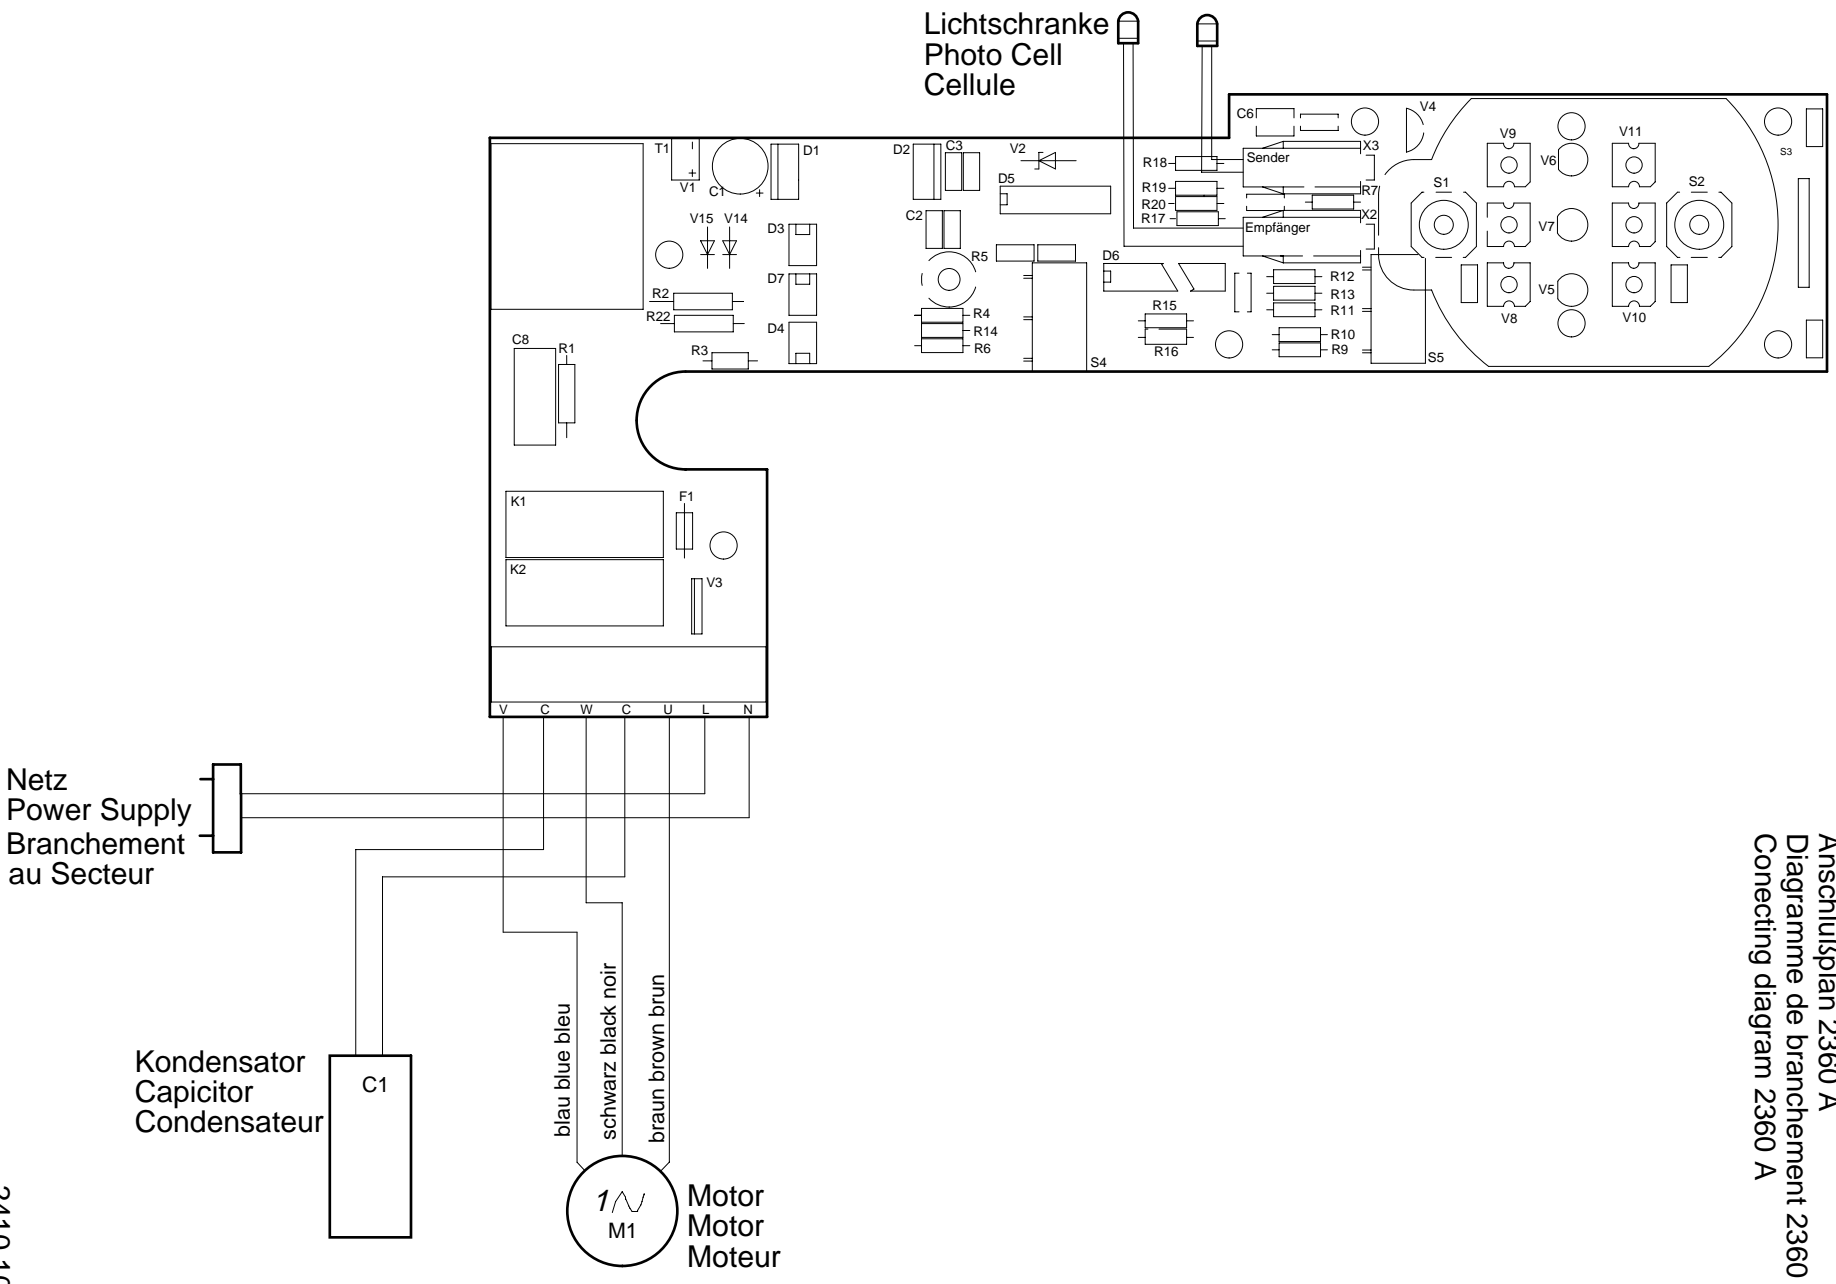 Lichtschranke
Photo Cell
Cellule
C6
V4
T1
V1
C1
+
-
+
D1
D2
C3
V2
D5
R18
Sender
X3
V9
V11
V6
S3
R19
R20
R17
R7
X2
Empfänger
S1
S2
V15
V14
D3
C2
R5
D6
V7
R2
D7
R22
D4
R4
R14
R6
R15
R16
R12
R13
R11
R10
R9
V5
V8
V10
C8
R1
R3
S4
S5
K1
F1
K2
V3
V C W C U L N
Netz
Power Supply
Branchement
au Secteur
Kondensator
Capicitor
Condensateur
C1
blau blue bleu
schwarz black noir
braun brown brun
1
M1
Motor
Motor
Moteur
Anschlußplan 2360 A
Diagramme de branchement 2360
Conecting diagram 2360 A